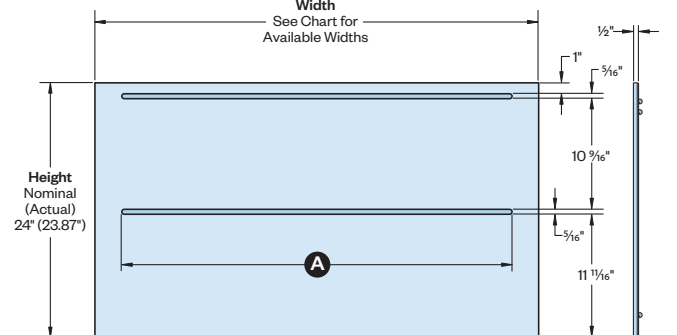 Width
See Chart for
Available Widths
½"
1"
5⁄16"
10 9⁄16"
Height
Nominal
(Actual)
24" (23.87")
5⁄16"
A
11 11⁄16"